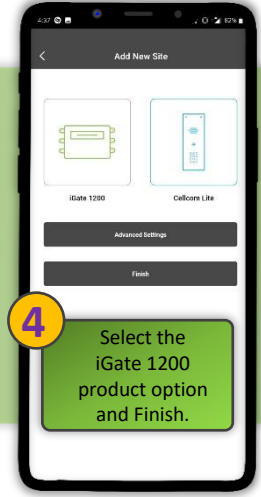 4:37 82%
Add New Site
iGate 1200 Cellcom Lite
Advanced Settings
Finish
4
Select the
iGate 1200
product option
and Finish.